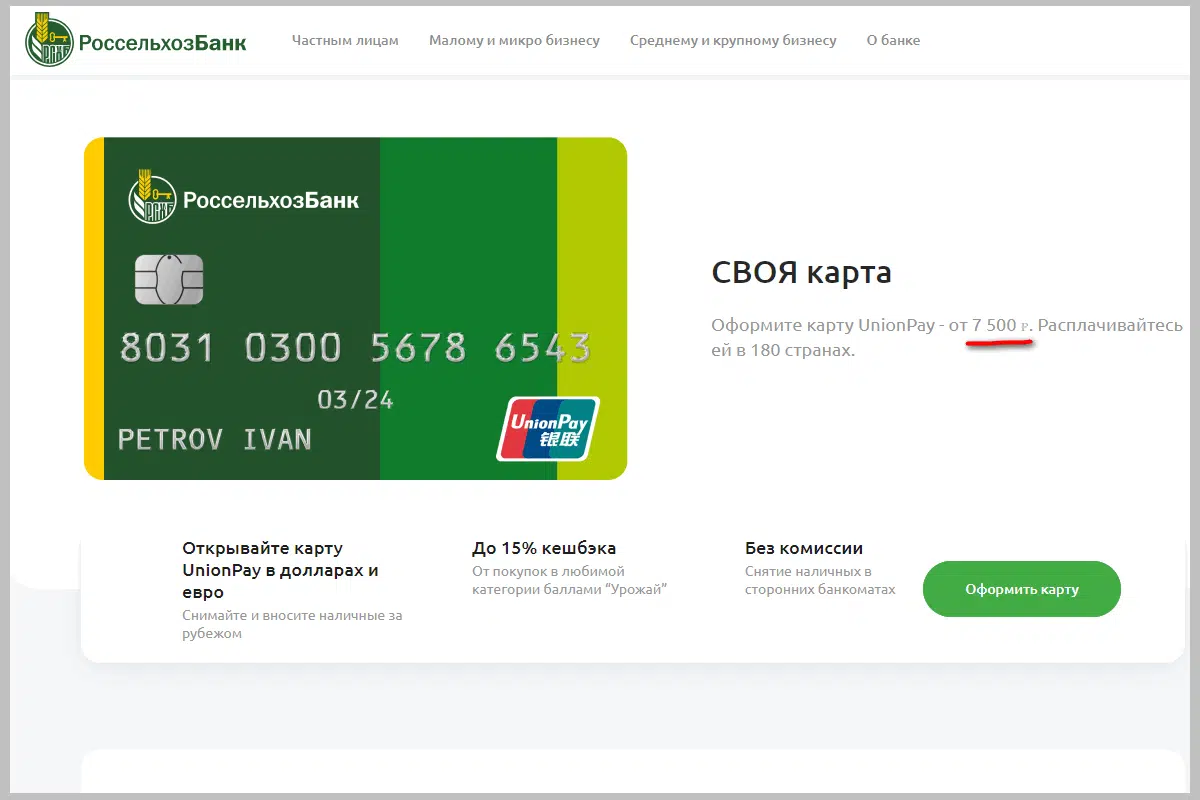 РоссельхозБанк
Частным лицам
Малому и микро бизнесу
Среднему и крупному бизнесу
О банке
РоссельхозБанк
8031 0300 5678 6543
03/24
PETROV IVAN
UnionPay
银联
СВОЯ карта
Оформите карту UnionPay - от 7 500 ₽. Расплачивайтесь
ей в 180 странах.
Открывайте карту
UnionPay в долларах и
евро
Снимайте и вносите наличные за
рубежом
До 15% кешбэка
От покупок в любимой
категории баллами “Урожай”
Без комиссии
Снятие наличных в
сторонних банкоматах
Оформить карту